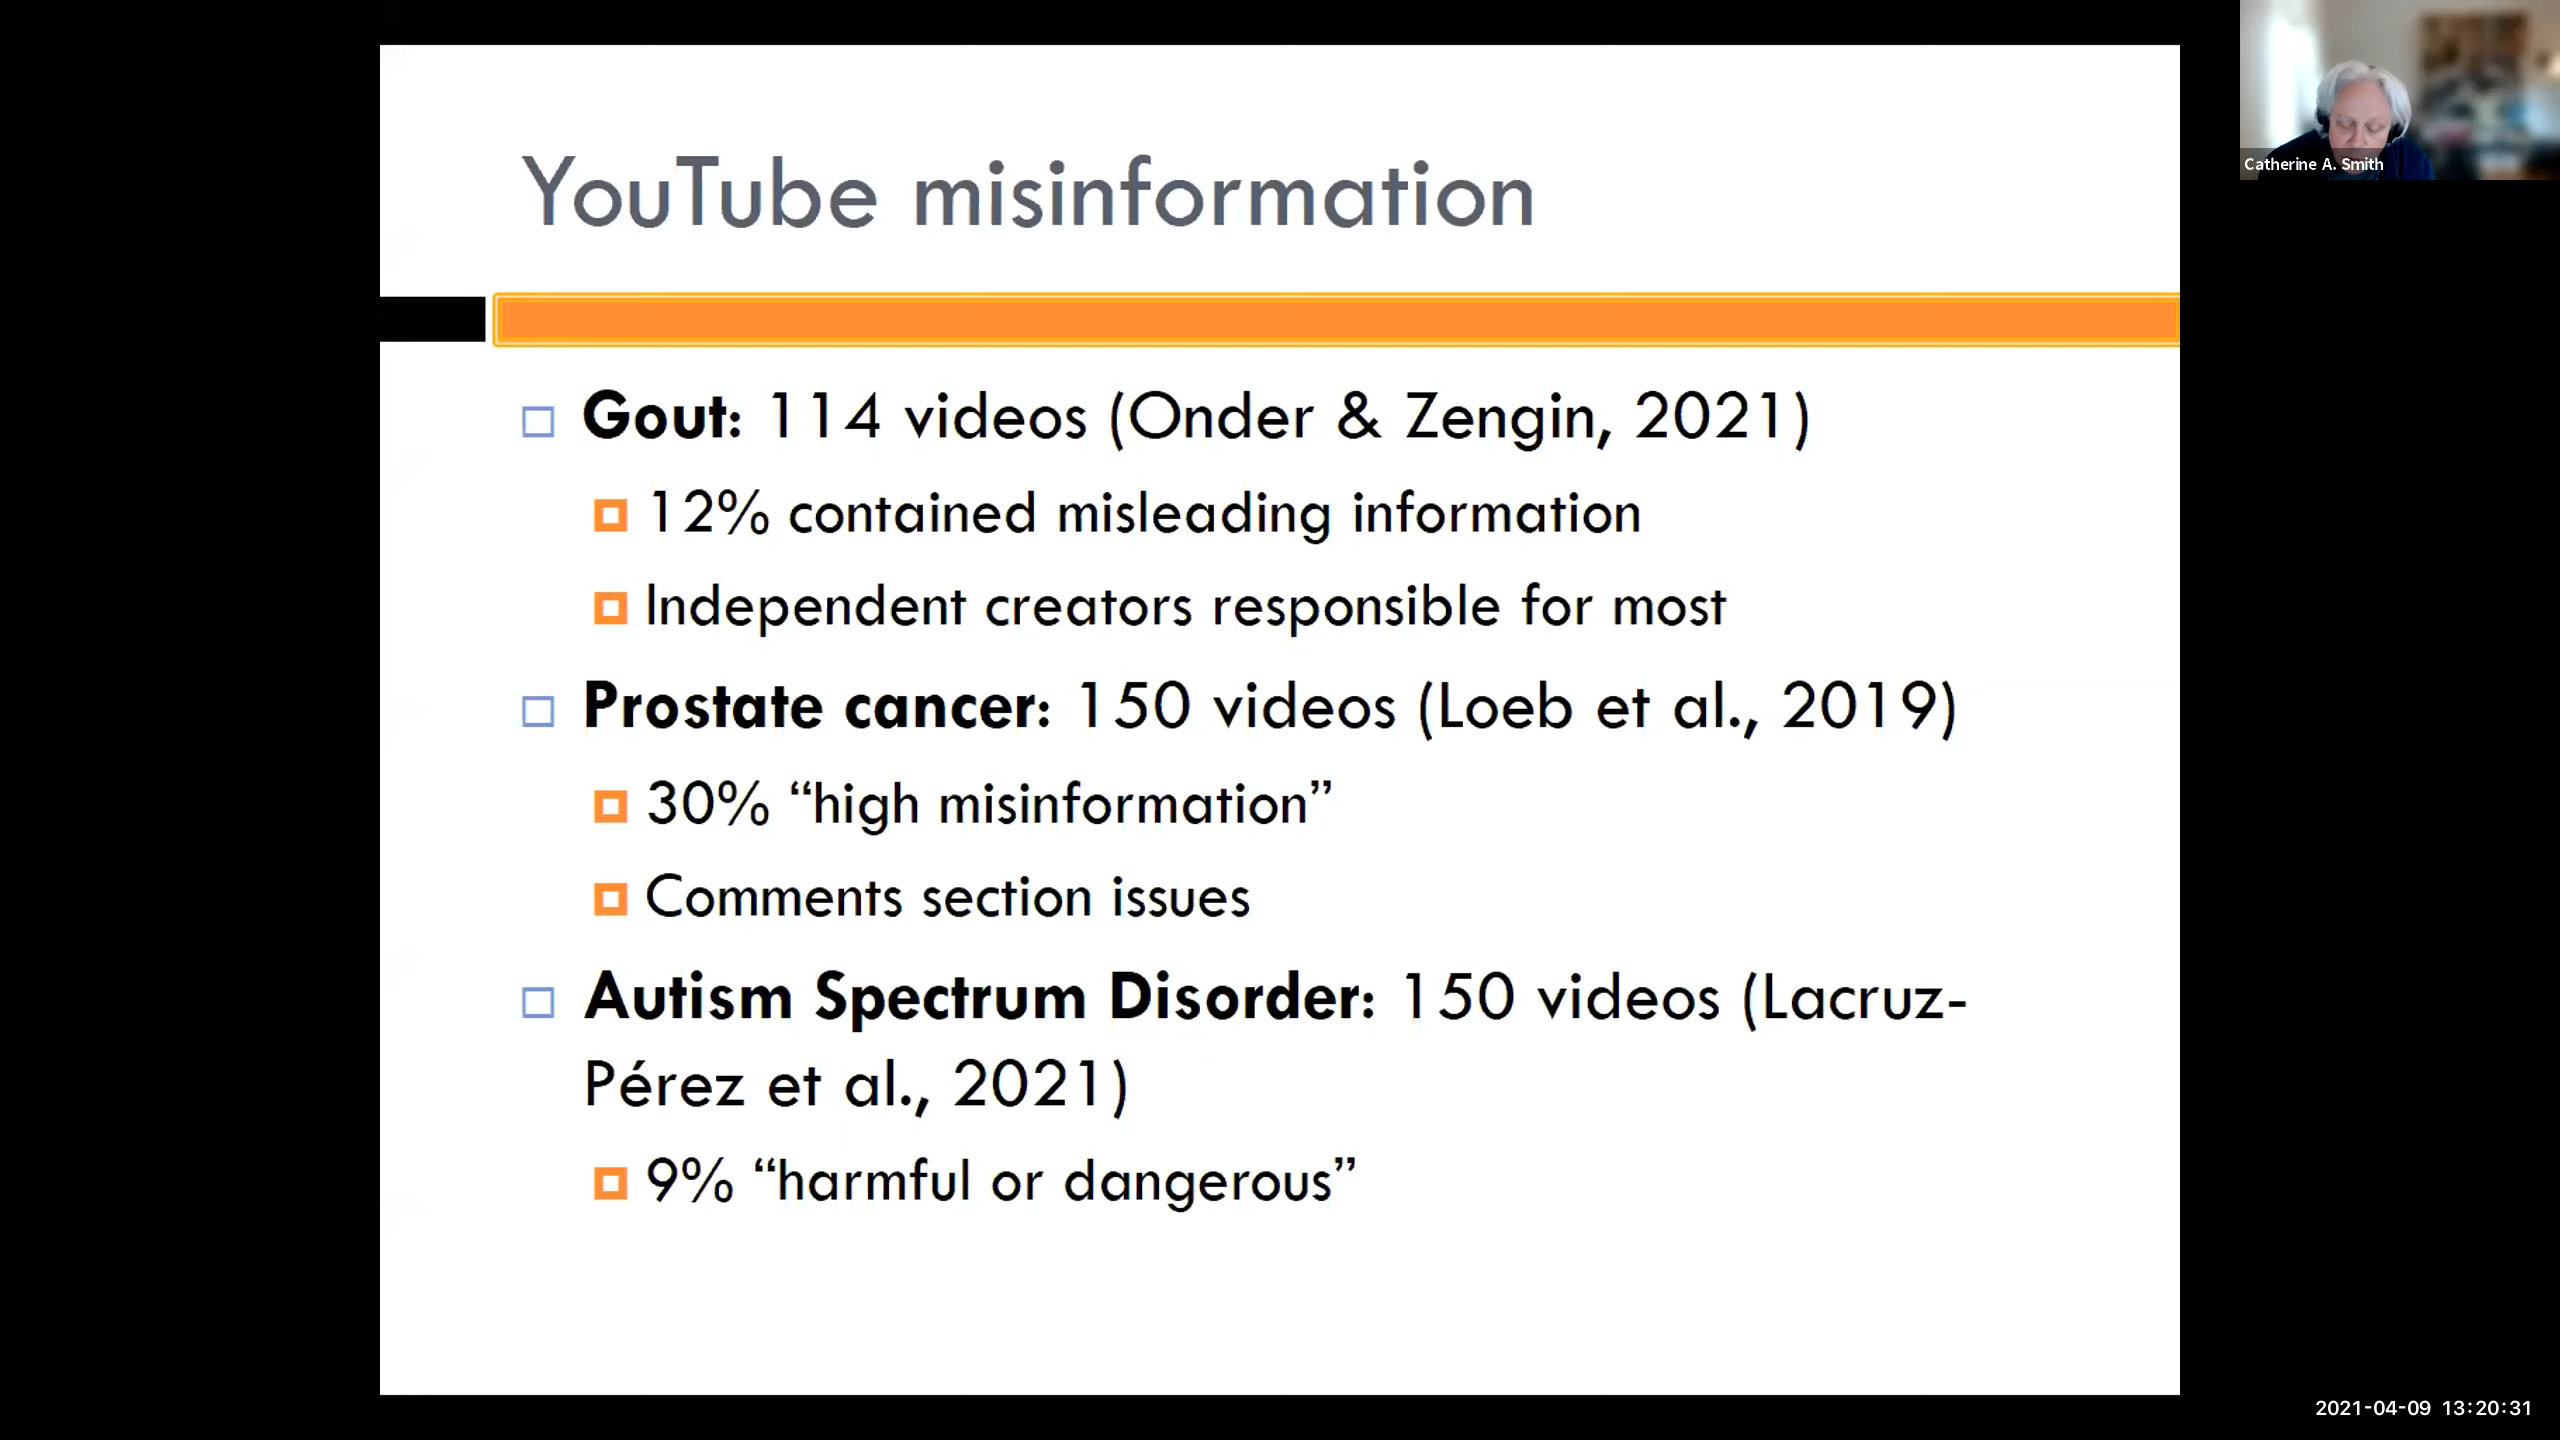 YouTube misinformation
Catherine A. Smith
Gout: 114 videos (Onder & Zengin, 2021)
12% contained misleading information
Independent creators responsible for most
Prostate cancer: 150 videos (Loeb et al., 2019)
30% “high misinformation”
Comments section issues
Autism Spectrum Disorder: 150 videos (Lacruz-
Pérez et al., 2021)
9% “harmful or dangerous”
2021-04-09 13:20:31